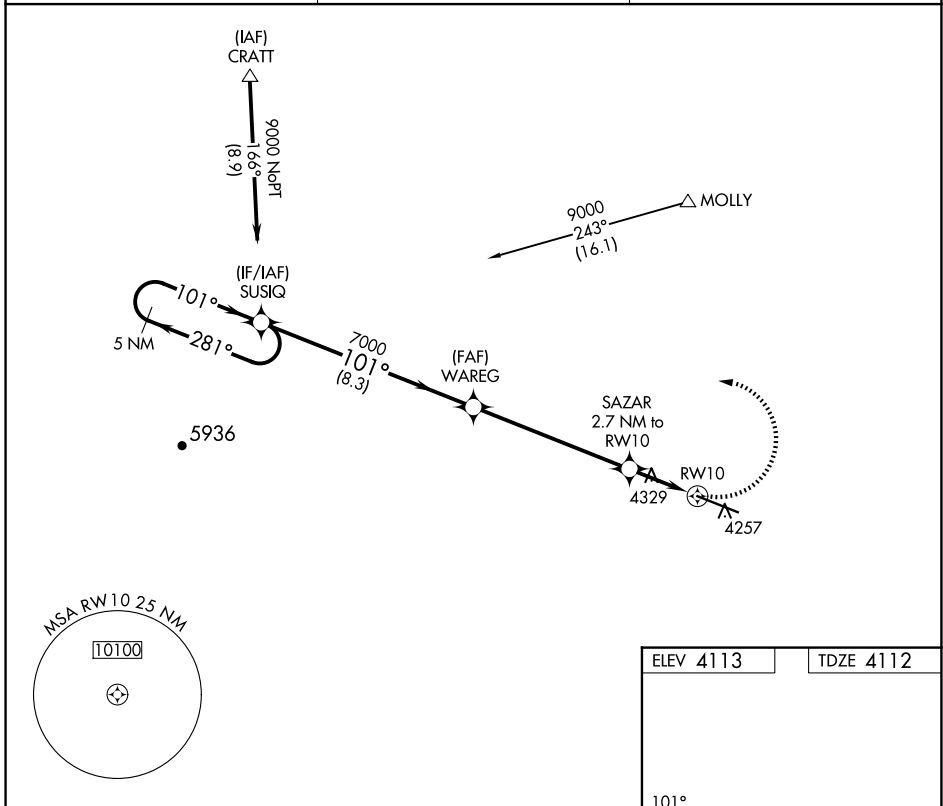 (IAF)
CRATT
9000 NoPT
166°
(8.9)
MOLLY
9000
243°
(16.1)
(IF/IAF)
SUSIQ
101°
281°
5 NM
7000
101°
(8.3)
(FAF)
WAREG
SAZAR
2.7 NM to
RW10
RW10
5936
4329
4257
MSA RW10 25 NM
10100
ELEV 4113
TDZE 4112
101°